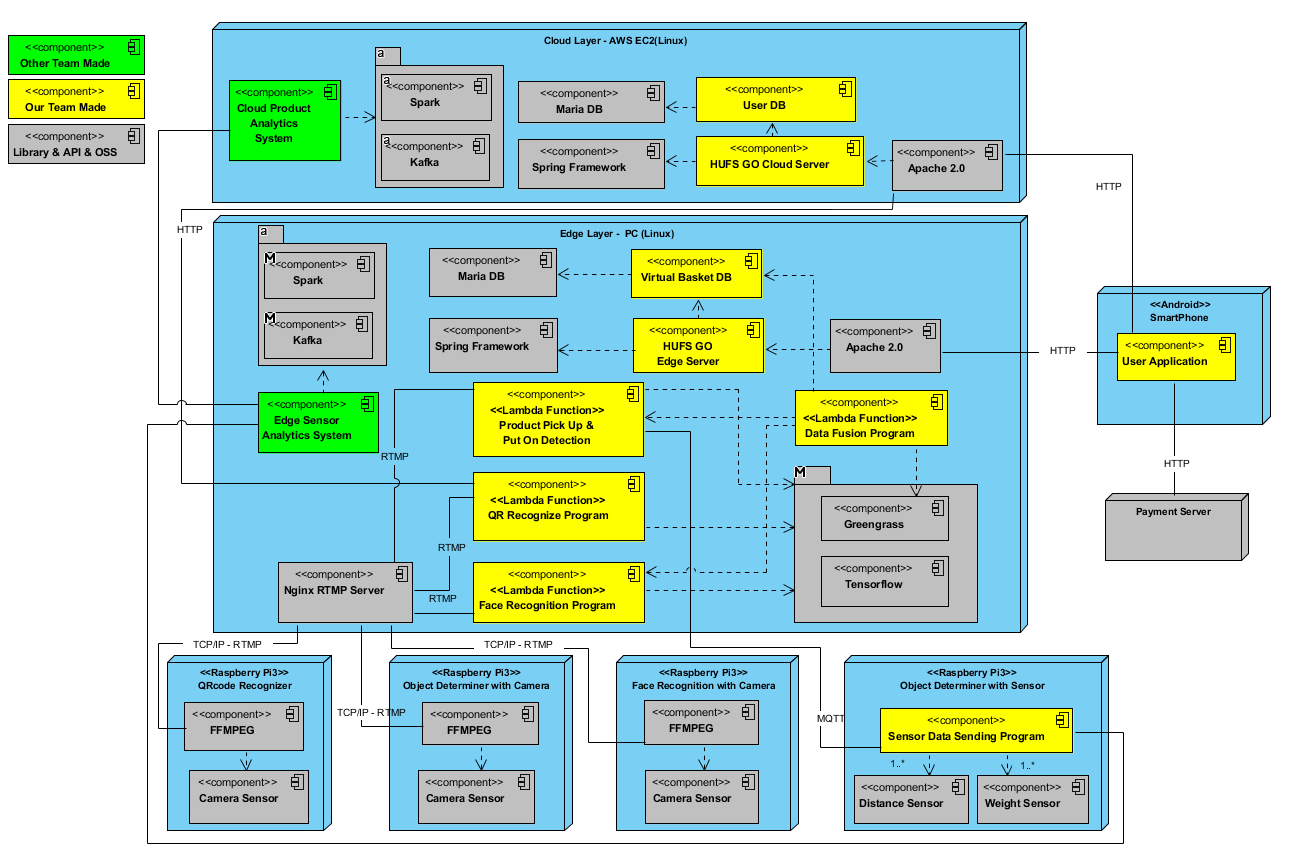 <<component>>
Other Team Made
<<component>>
Our Team Made
<<component>>
Library & API & OSS
Cloud Layer - AWS EC2(Linux)
<<component>>
Cloud Product
Analytics
System
a
a
<<component>>
Spark
a
<<component>>
Kafka
<<component>>
Maria DB
<<component>>
User DB
<<component>>
Spring Framework
<<component>>
HUFS GO Cloud Server
<<component>>
Apache 2.0
HTTP
HTTP
Edge Layer - PC (Linux)
a
M
<<component>>
Spark
M
<<component>>
Kafka
<<component>>
Maria DB
<<component>>
Virtual Basket DB
<<component>>
Spring Framework
<<component>>
HUFS GO
Edge Server
<<component>>
Apache 2.0
HTTP
<<Android>>
SmartPhone
<<component>>
User Application
HTTP
Payment Server
<<component>>
Edge Sensor
Analytics System
RTMP
<<component>>
<<Lambda Function>>
Product Pick Up &
Put On Detection
<<component>>
<<Lambda Function>>
Data Fusion Program
<<component>>
<<Lambda Function>>
QR Recognize Program
M
<<component>>
Greengrass
<<component>>
Tensorflow
RTMP
<<component>>
Nginx RTMP Server
RTMP
<<component>>
<<Lambda Function>>
Face Recognition Program
TCP/IP - RTMP
TCP/IP - RTMP
<<Raspberry Pi3>>
QRcode Recognizer
<<component>>
FFMPEG
<<component>>
Camera Sensor
TCP/IP - RTMP
<<Raspberry Pi3>>
Object Determiner with Camera
<<component>>
FFMPEG
<<component>>
Camera Sensor
<<Raspberry Pi3>>
Face Recognition with Camera
<<component>>
FFMPEG
<<component>>
Camera Sensor
MQTT
<<Raspberry Pi3>>
Object Determiner with Sensor
<<component>>
Sensor Data Sending Program
1..*
1..*
<<component>>
Distance Sensor
<<component>>
Weight Sensor